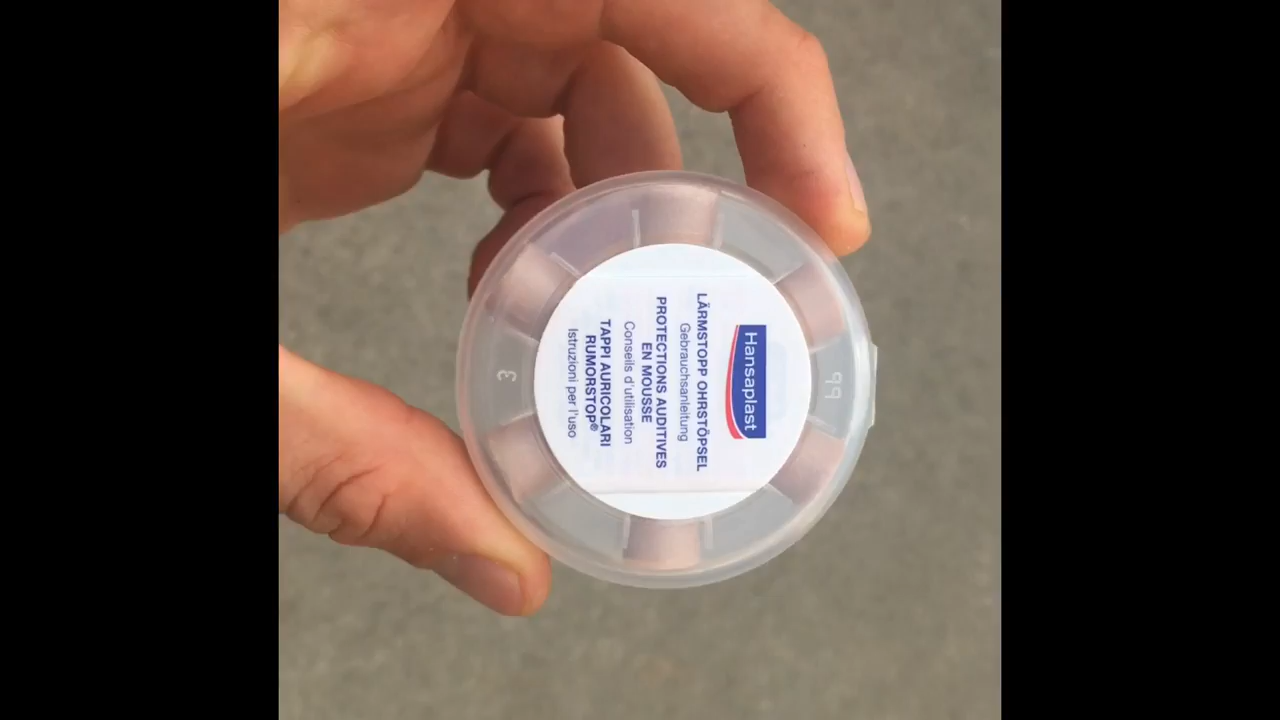 Hansaplast
LÄRMSTOPP OHRSTÖPSEL
Gebrauchsanleitung
PROTECTIONS AUDITIVES
EN MOUSSE
Conseils d'utilisation
TAPPI AURICOLARI
RUMORSTOP®
Istruzioni per l'uso